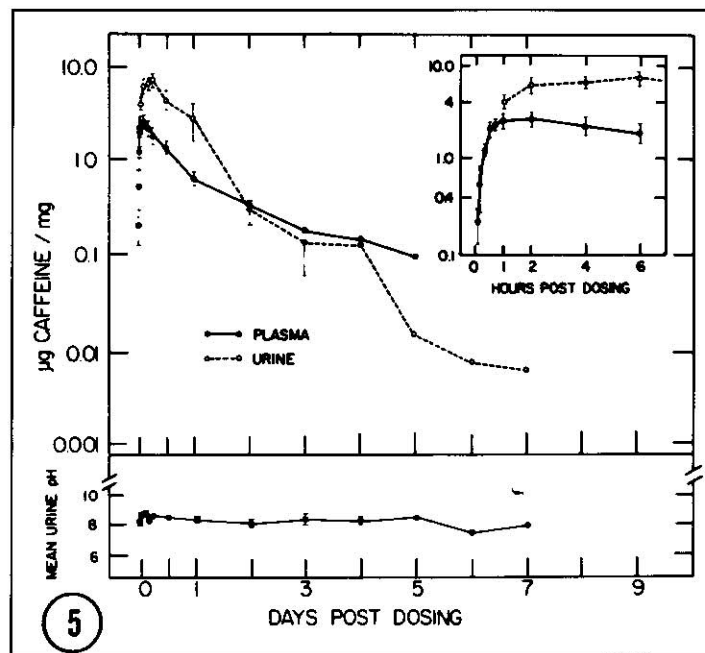 10.0
1.0
0.1
0.01
0.001
µg CAFFEINE / mg
PLASMA
URINE
10.0
4
1.0
0.4
0.1
0 1 2 4 6
HOURS POST DOSING
MEAN URINE pH
10
8
6
0 1 3 5 7 9
DAYS POST DOSING
5